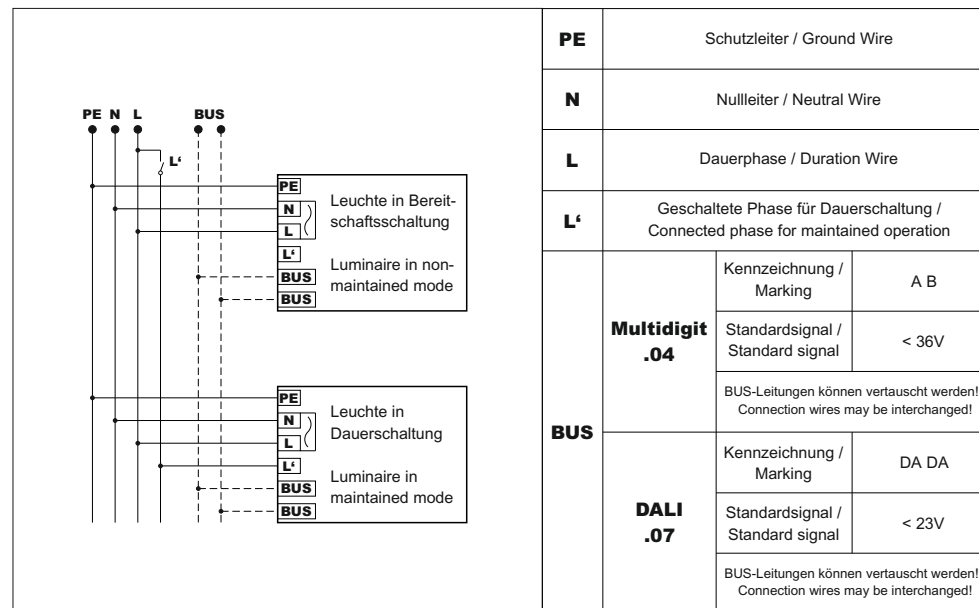 PE N L BUS
L‘
PE
N
L
L‘
BUS
BUS
Leuchte in Bereit-
schaftsschaltung
Luminaire in non-
maintained mode
PE
N
L
L‘
BUS
BUS
Leuchte in
Dauerschaltung
Luminaire in
maintained mode
PE Schutzleiter / Ground Wire
N Nullleiter / Neutral Wire
L Dauerphase / Duration Wire
L‘ Geschaltete Phase für Dauerschaltung /
Connected phase for maintained operation
BUS
Multidigit
.04
Kennzeichnung /
Marking
A B
Standardsignal /
Standard signal
< 36V
BUS-Leitungen können vertauscht werden!
Connection wires may be interchanged!
DALI
.07
Kennzeichnung /
Marking
DA DA
Standardsignal /
Standard signal
< 23V
BUS-Leitungen können vertauscht werden!
Connection wires may be interchanged!